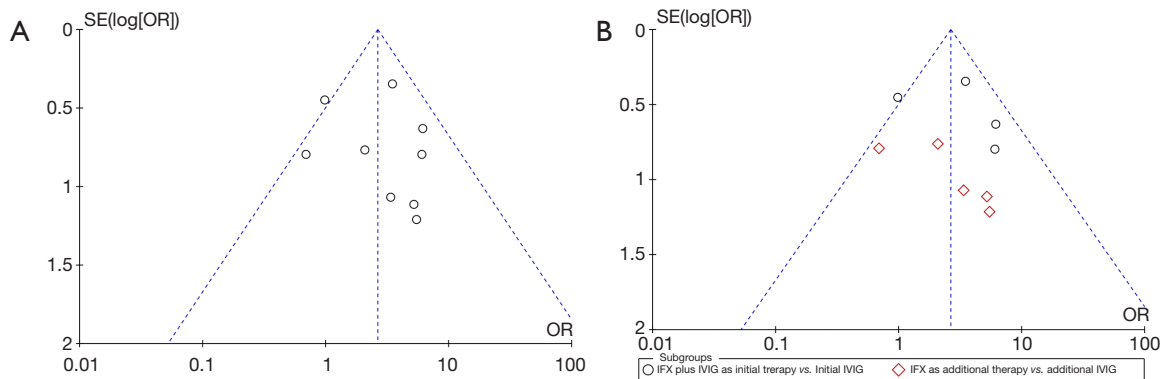 A
SE(log[OR])
0
0.5
1
1.5
2
OR
0.01
0.1
1
10
100
B
SE(log[OR])
0
0.5
1
1.5
2
OR
0.01
0.1
1
10
100
Subgroups
IFX plus IVIG as initial trerapy vs. Initial IVIG
IFX as additional therapy vs. additional IVIG